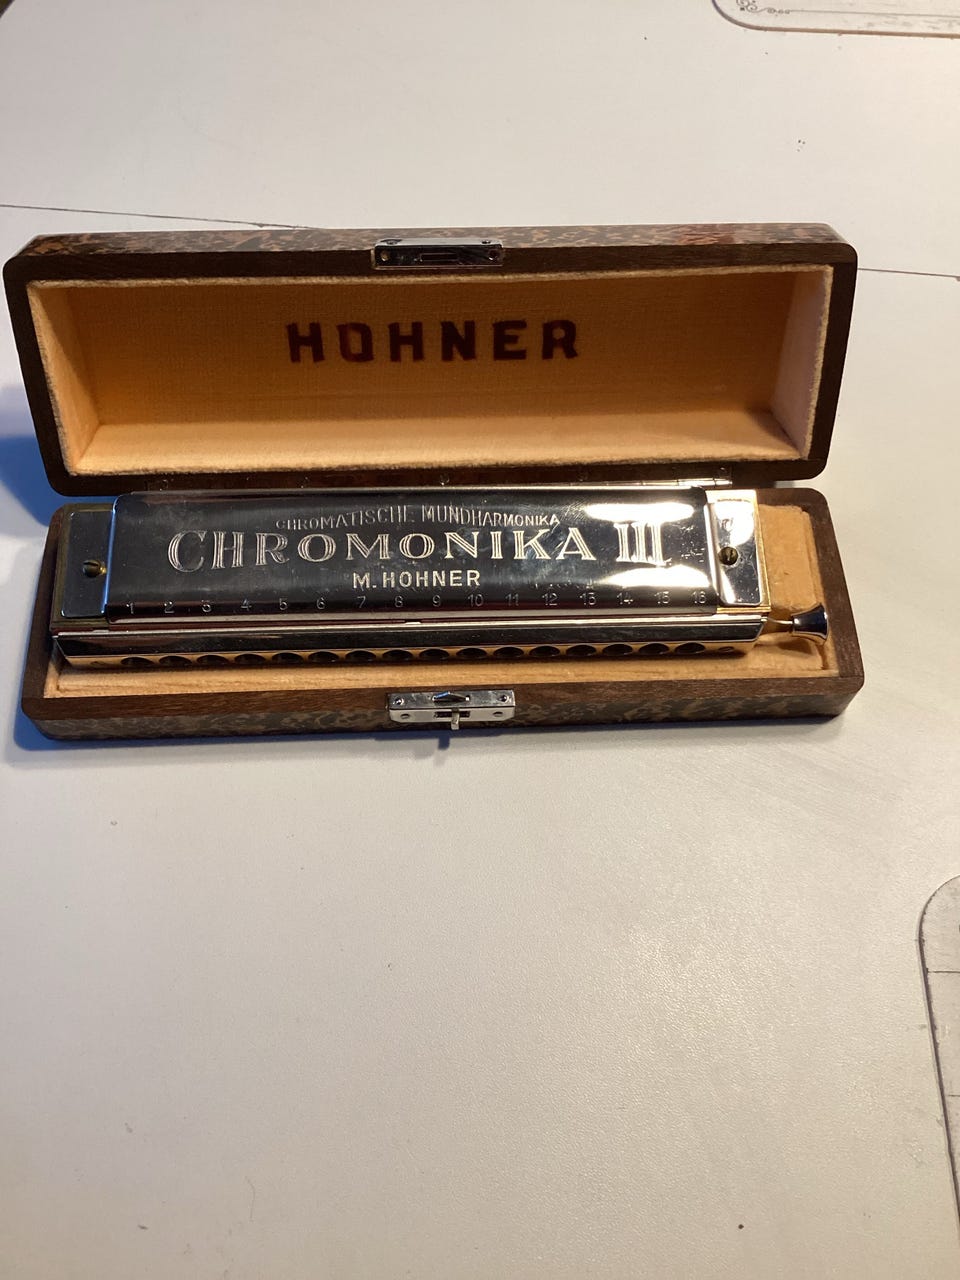 HOHNER
CHROMATISCHE MUNDHARMONIKA
CHROMONIKA III
M. HOHNER
1 2 3 4 5 6 7 8 9 10 11 12 13 14 15 16